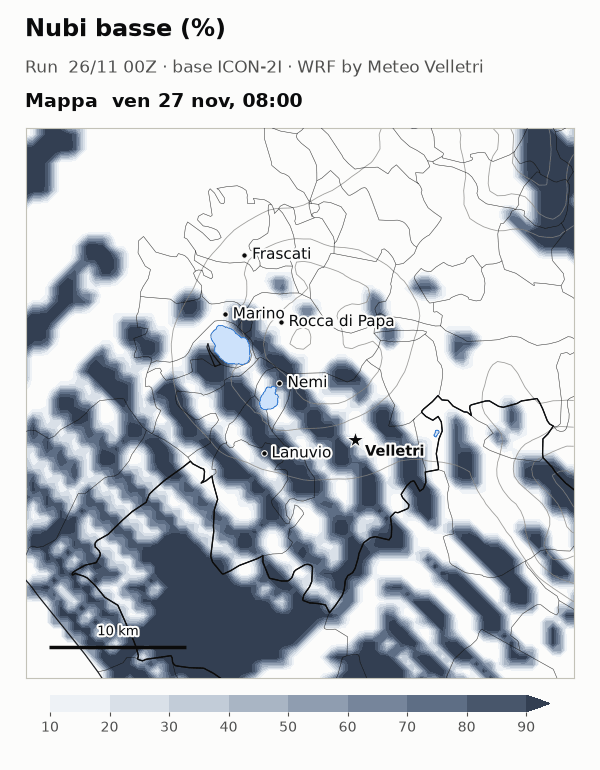 Nubi basse (%)
Run 26/11 00Z · base ICON-2I · WRF by Meteo Velletri
Mappa ven 27 nov, 08:00
Frascati
Marino
Rocca di Papa
Nemi
Velletri
Lanuvio
10 km
10 20 30 40 50 60 70 80 90